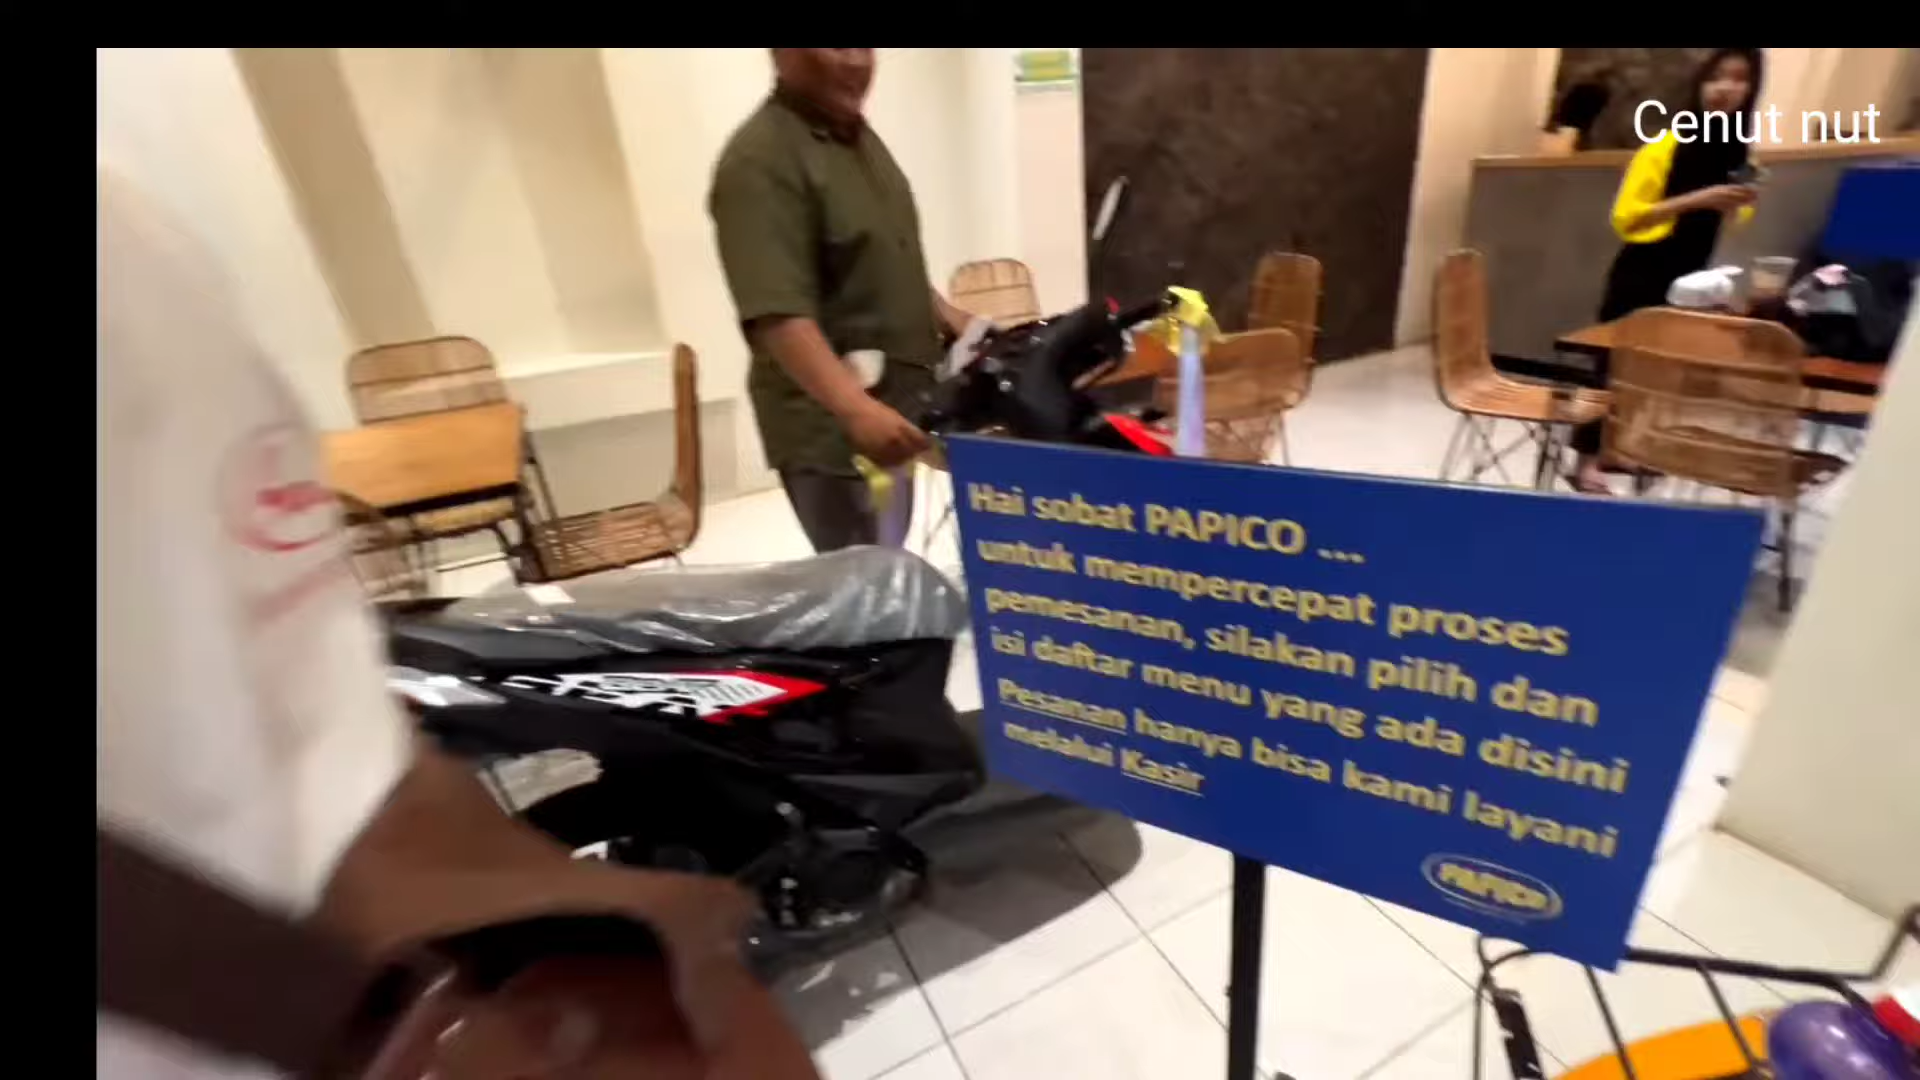 Cenut nut
Hai sobat PAPICO ...
untuk mempercepat proses
pemesanan, silakan pilih dan
isi daftar menu yang ada disini
Pesanan hanya bisa kami layani
melalui Kasir
PAPICO